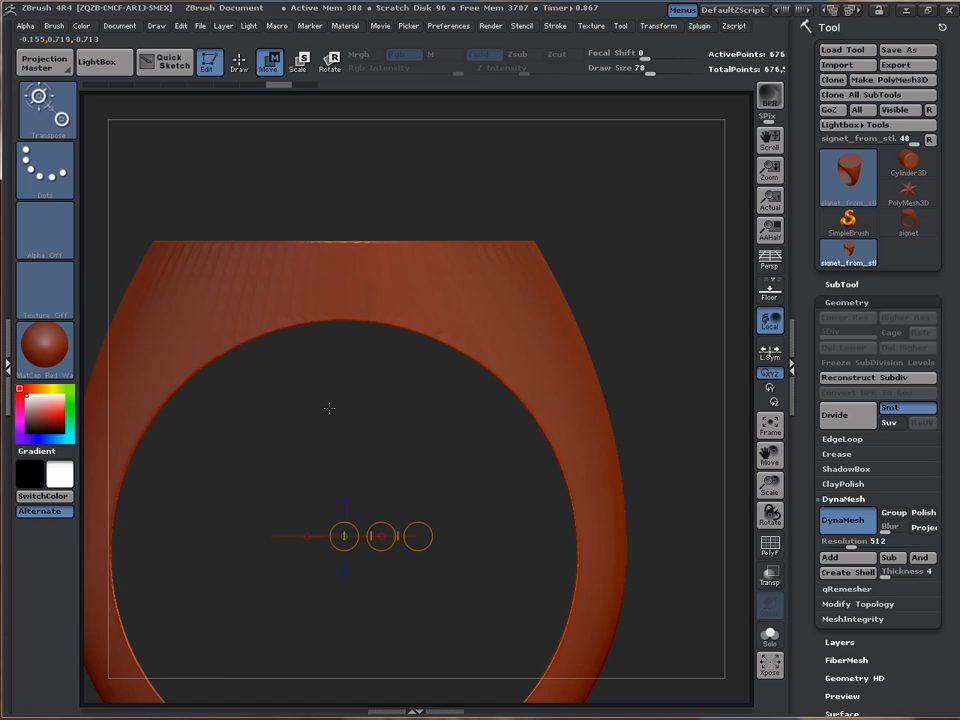 ZBrush 4R4 [ZQZB-CMCF-ARIJ-SMEX] ZBrush Document • Active Mem 388 • Scratch Disk 96 • Free Mem 3707 • Timer▸0.067 Menus DefaultZScript
Alpha Brush Color Document Draw Edit File Layer Light Macro Marker Material Movie Picker Preferences Render Stencil Stroke Texture Tool Transform Zplugin Zscript
-0.155,0.719,-0.713
Projection Master
LightBox
Quick Sketch
Edit
Draw
Move
Scale
Rotate
Mrgb Rgb M
Rgb Intensity
Zadd Zsub Zcut
Z Intensity
Focal Shift 0
Draw Size 78
ActivePoints: 676
TotalPoints: 676,
Transpose
Dots
Alpha Off
Texture Off
MatCap Red Wa
Gradient
SwitchColor
Alternate
BPR
SPix
Scroll
Zoom
Actual
AAHalf
Persp
Floor
Local
L.Sym
XYZ
Frame
Move
Scale
Rotate
PolyF
Transp
Solo
Xpose
Tool
Load Tool Save As
Import Export
Clone Make PolyMesh3D
Clone All SubTools
GoZ All Visible R
Lightbox▸Tools
signet_from_stl. 48 R
signet_from_stl
Cylinder3D
PolyMesh3D
SimpleBrush
signet
signet_from_stl
SubTool
Geometry
Lower Res Higher Res
SDiv Cage Rstr
Del Lower Del Higher
Freeze SubDivision Levels
Reconstruct Subdiv
Convert BPR To Geo
Divide
Smt
Suv ReUV
EdgeLoop
Crease
ShadowBox
ClayPolish
DynaMesh
DynaMesh
Group Polish
Blur Projec
Resolution 512
Add Sub And
Create Shell Thickness 4
qRemesher
Modify Topology
MeshIntegrity
Layers
FiberMesh
Geometry HD
Preview
Surface